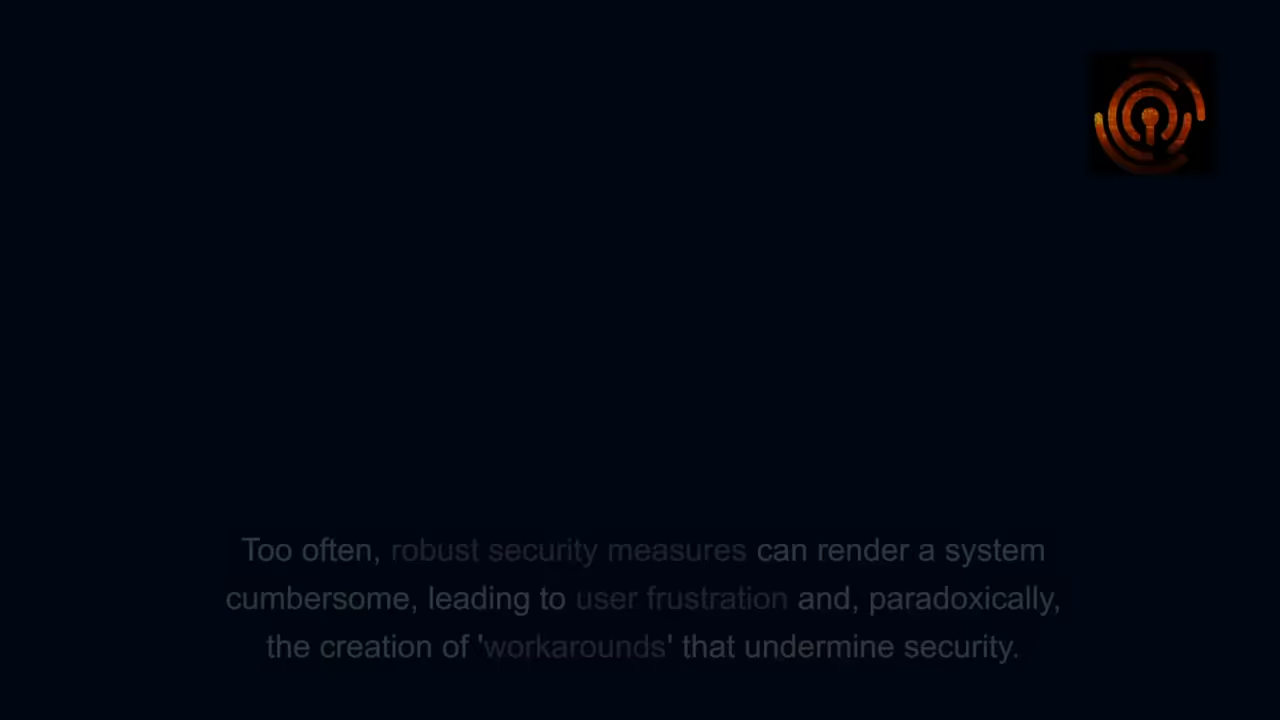 Too often, robust security measures can render a system
cumbersome, leading to user frustration and, paradoxically,
the creation of 'workarounds' that undermine security.